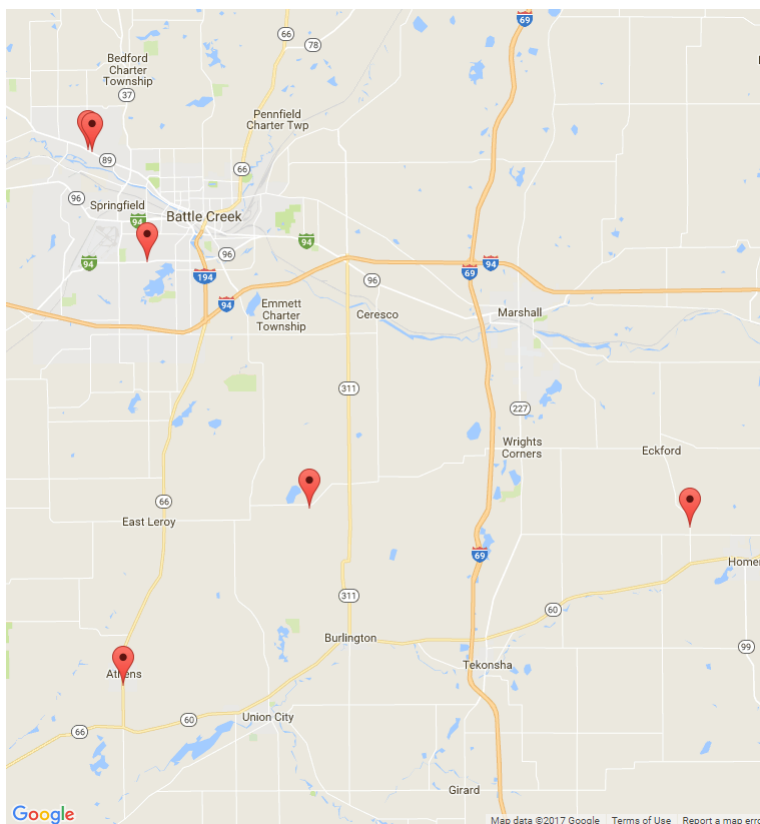 69
66
78
Bedford
Charter
Township
37
Pennfield
Charter Twp
89
66
96
Springfield
94
Battle Creek
94
96
94
194
69
94
96
94
Emmett
Charter
Township
Ceresco
Marshall
311
227
Wrights
Corners
Eckford
66
East Leroy
69
Homer
311
60
Burlington
99
Tekonsha
Athens
66
60
Union City
Girard
Google
Map data ©2017 Google
Terms of Use
Report a map erro